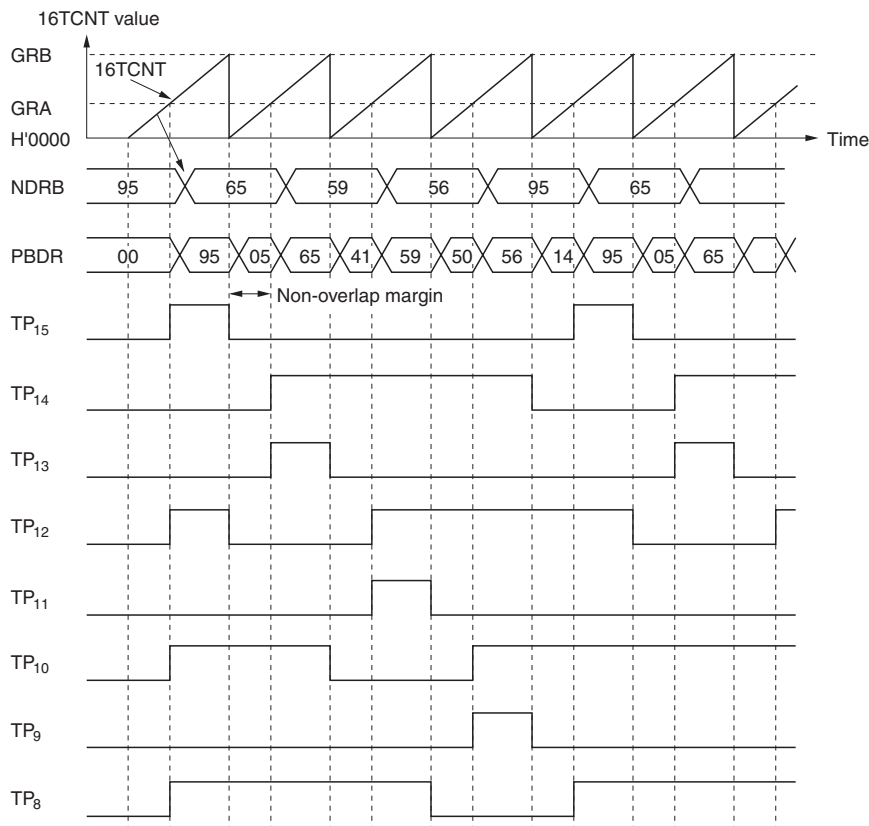 16TCNT value
GRB
16TCNT
GRA
H'0000
Time
NDRB 95 65 59 56 95 65
PBDR 00 95 05 65 41 59 50 56 14 95 05 65
Non-overlap margin
TP15
TP14
TP13
TP12
TP11
TP10
TP9
TP8